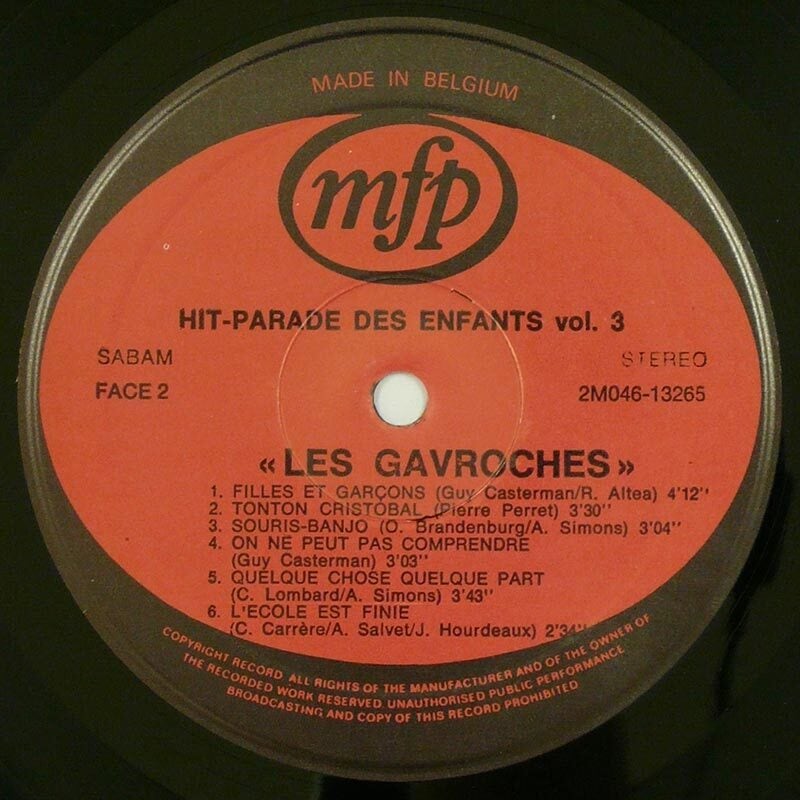 MADE IN BELGIUM
mfp
HIT-PARADE DES ENFANTS vol. 3
SABAM
STEREO
FACE 2
2M046-13265
« LES GAVROCHES »
1. FILLES ET GARÇONS (Guy Casterman/R. Altea) 4'12''
2. TONTON CRISTOBAL (Pierre Perret) 3'30''
3. SOURIS-BANJO (O. Brandenburg/A. Simons) 3'04''
4. ON NE PEUT PAS COMPRENDRE
(Guy Casterman) 3'03''
5. QUELQUE CHOSE QUELQUE PART
(C. Lombard/A. Simons) 3'43''
6. L'ECOLE EST FINIE
(C. Carrère/A. Salvet/J. Hourdeaux) 2'34''
COPYRIGHT RECORD ALL RIGHTS OF THE MANUFACTURER AND OF THE OWNER OF
THE RECORDED WORK RESERVED UNAUTHORISED PUBLIC PERFORMANCE
BROADCASTING AND COPY OF THIS RECORD PROHIBITED